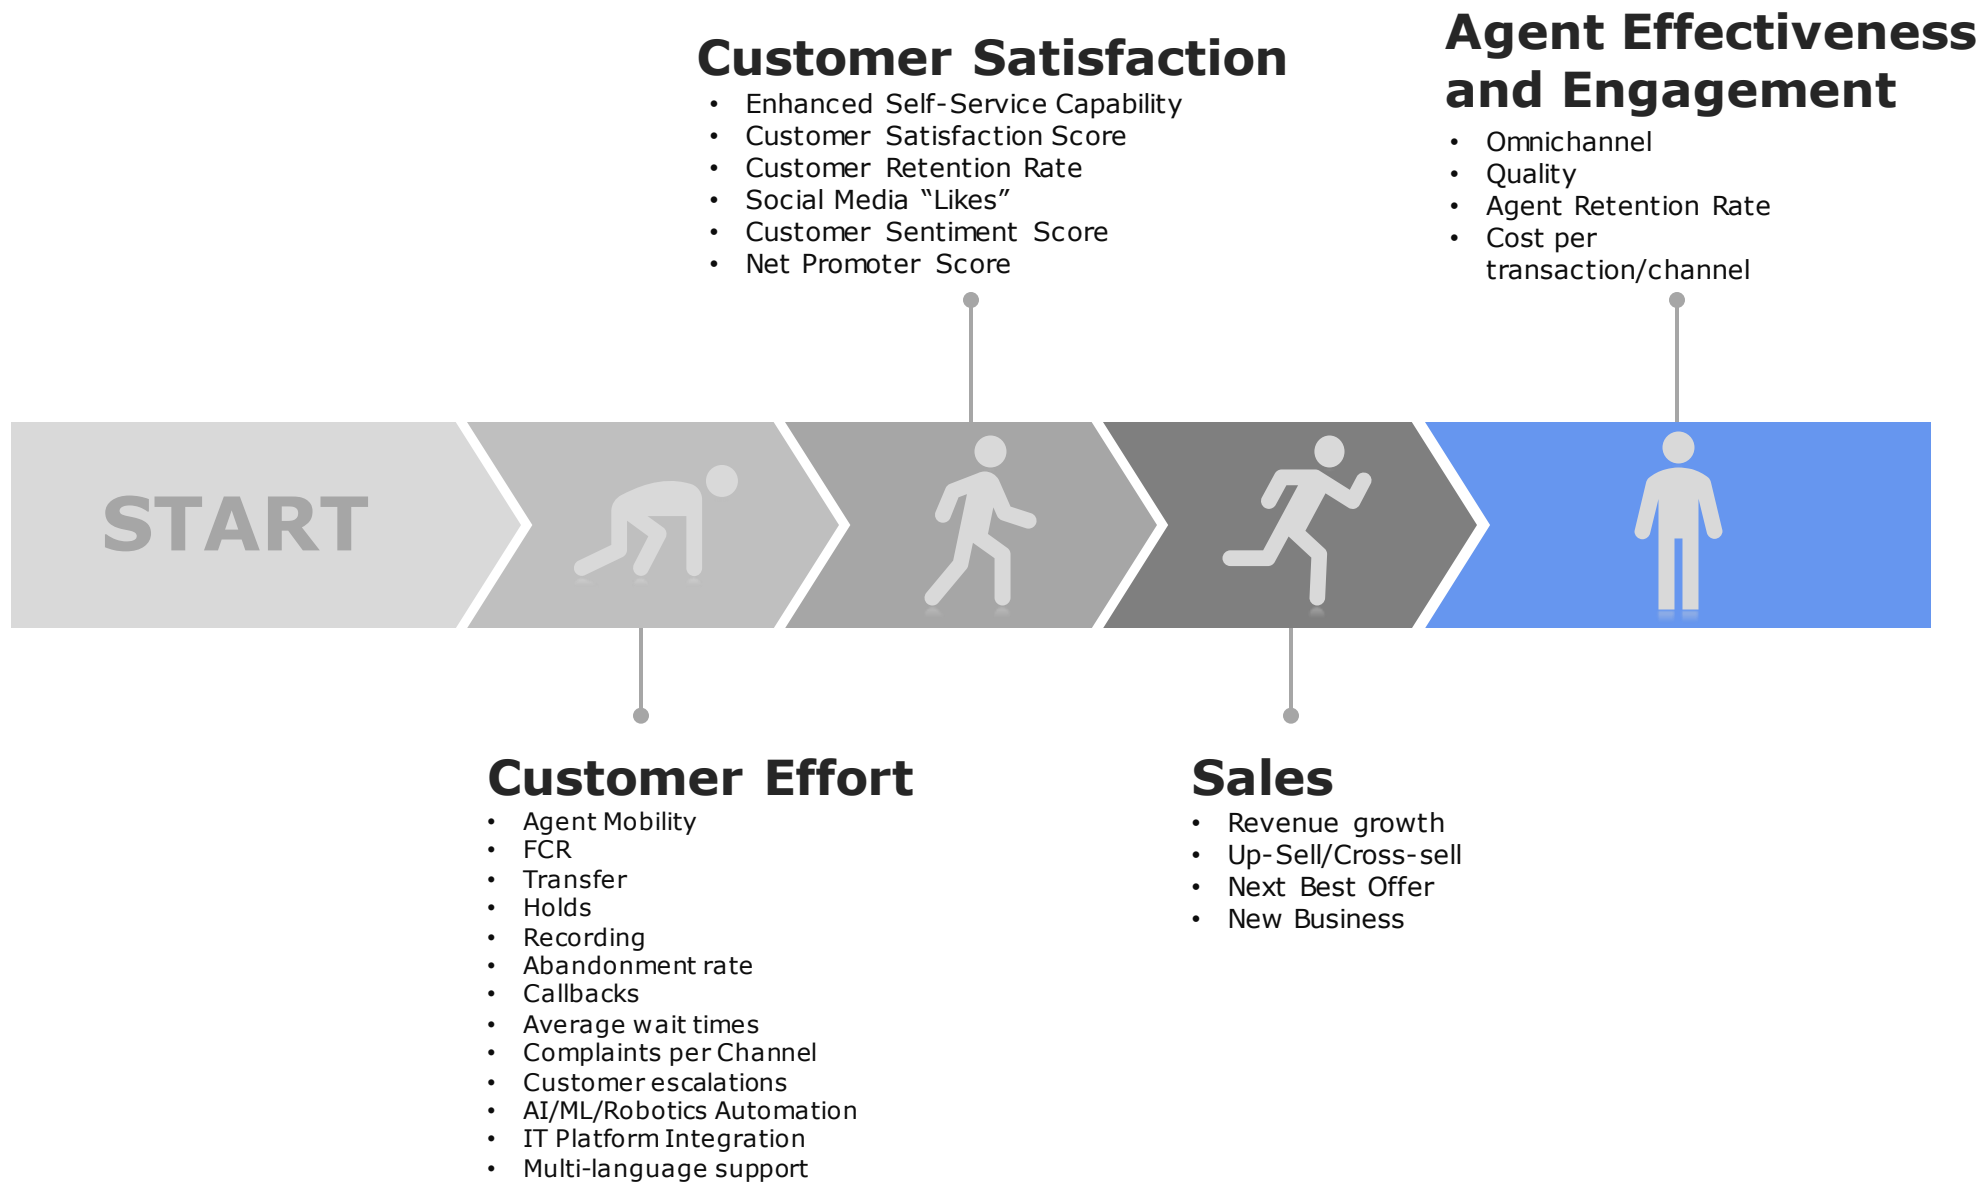 Customer Satisfaction
• Enhanced Self-Service Capability
• Customer Satisfaction Score
• Customer Retention Rate
• Social Media “Likes”
• Customer Sentiment Score
• Net Promoter Score
Agent Effectiveness
and Engagement
• Omnichannel
• Quality
• Agent Retention Rate
• Cost per
transaction/channel
START
Customer Effort
• Agent Mobility
• FCR
• Transfer
• Holds
• Recording
• Abandonment rate
• Callbacks
• Average wait times
• Complaints per Channel
• Customer escalations
• AI/ML/Robotics Automation
• IT Platform Integration
• Multi-language support
Sales
• Revenue growth
• Up-Sell/Cross-sell
• Next Best Offer
• New Business